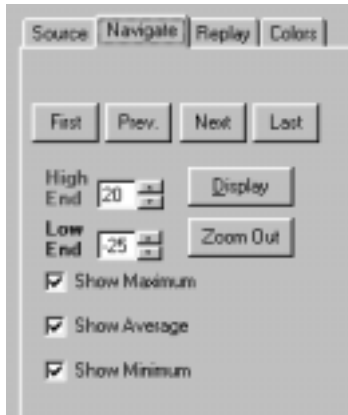 Source Navigate Replay Colors
First Prev. Next Last
High
End 20 Display
Low
End -25 Zoom Out
Show Maximum
Show Average
Show Minimum